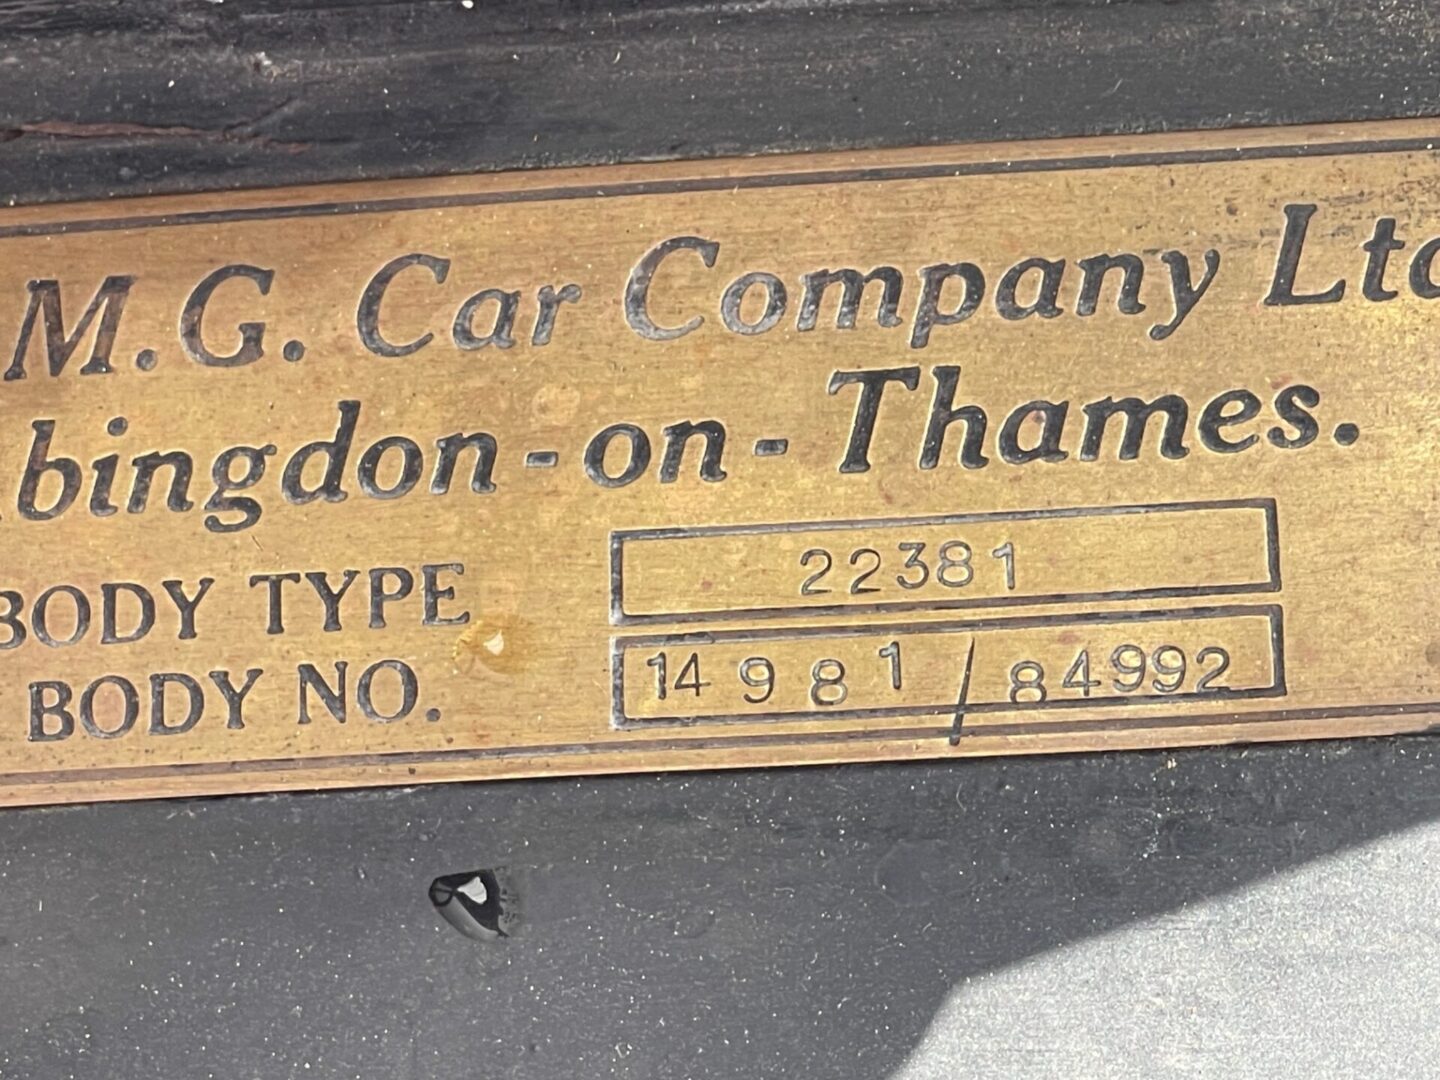 M.G. Car Company Ltd
bingdon-on-Thames.
BODY TYPE 22381
BODY NO. 14981/84992